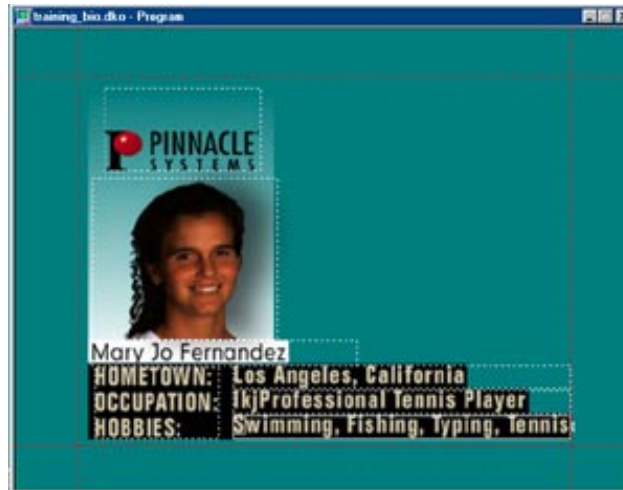 training_bio.dko - Program
PINNACLE
SYSTEMS
Mary Jo Fernandez
HOMETOWN: Los Angeles, California
OCCUPATION: lkjProfessional Tennis Player
HOBBIES: Swimming, Fishing, Typing, Tennis